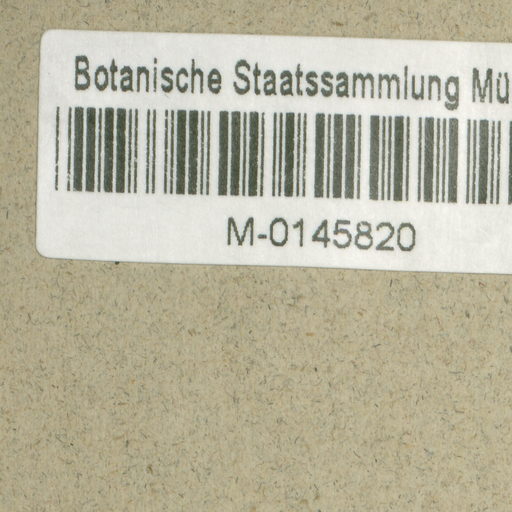 Botanische Staatssammlung Mü
M-0145820